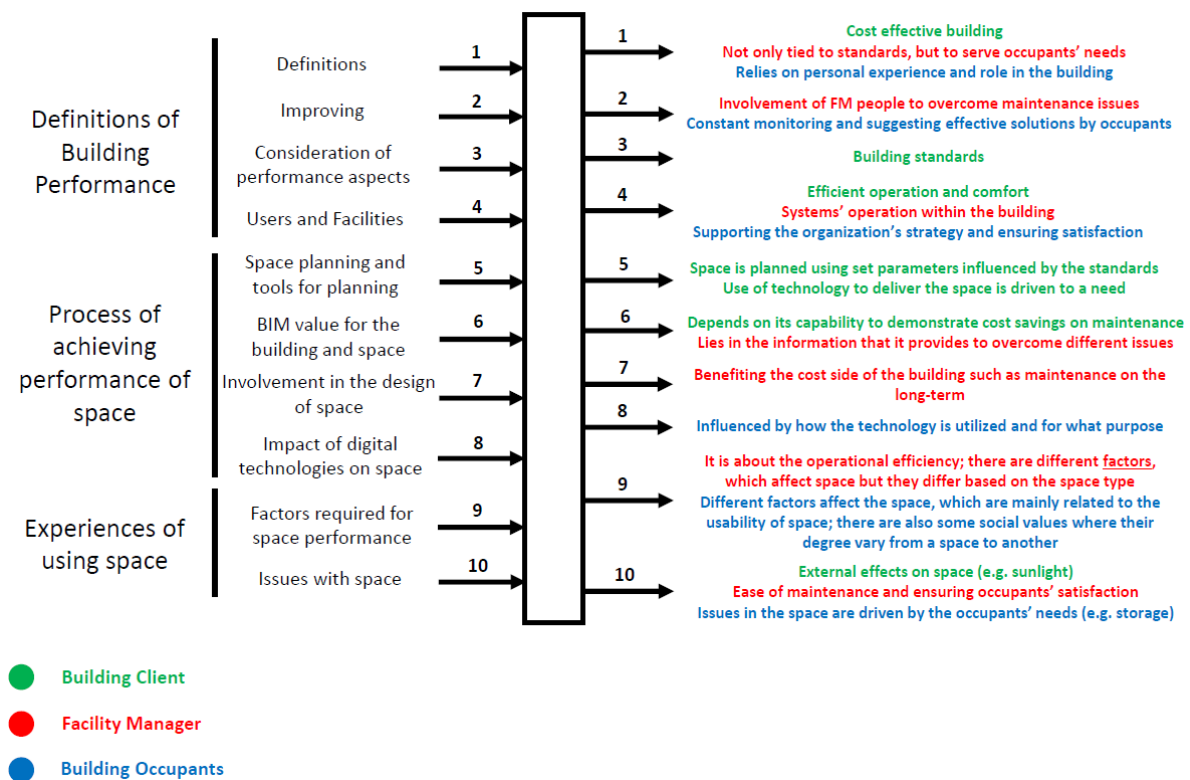 Definitions of
Building
Performance
Definitions
1
Improving
2
Consideration of
performance aspects
3
Users and Facilities
4
Process of
achieving
performance of
space
Space planning and
tools for planning
5
BIM value for the
building and space
6
Involvement in the design
of space
7
Impact of digital
technologies on space
8
Experiences of
using space
Factors required for
space performance
9
Issues with space
10
1
Cost effective building
Not only tied to standards, but to serve occupants' needs
Relies on personal experience and role in the building
2
Involvement of FM people to overcome maintenance issues
Constant monitoring and suggesting effective solutions by occupants
3
Building standards
4
Efficient operation and comfort
Systems' operation within the building
Supporting the organization's strategy and ensuring satisfaction
5
Space is planned using set parameters influenced by the standards
Use of technology to deliver the space is driven to a need
6
Depends on its capability to demonstrate cost savings on maintenance
Lies in the information that it provides to overcome different issues
7
Benefiting the cost side of the building such as maintenance on the
long-term
8
Influenced by how the technology is utilized and for what purpose
9
It is about the operational efficiency; there are different factors,
which affect space but they differ based on the space type
Different factors affect the space, which are mainly related to the
usability of space; there are also some social values where their
degree vary from a space to another
10
External effects on space (e.g. sunlight)
Ease of maintenance and ensuring occupants' satisfaction
Issues in the space are driven by the occupants' needs (e.g. storage)
Building Client
Facility Manager
Building Occupants